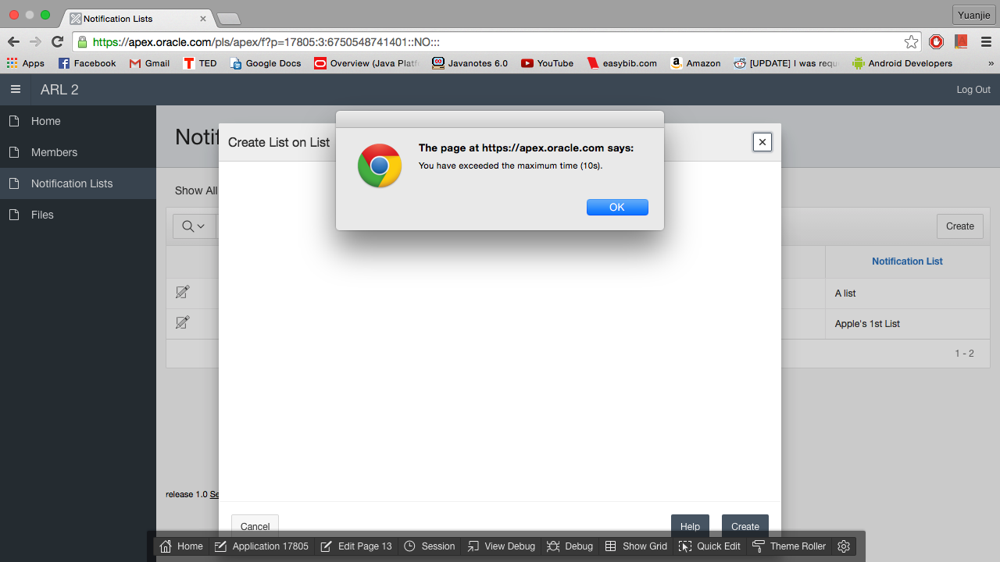 Notification Lists
Yuanjie
https://apex.oracle.com/pls/apex/f?p=17805:3:6750548741401::NO:::
Apps Facebook Gmail TED Google Docs Overview (Java Platf Javanotes 6.0 YouTube easybib.com Amazon [UPDATE] I was requ Android Developers »
ARL 2 Log Out
Home
Members
Notification Lists
Files
Notif
Create List on List
The page at https://apex.oracle.com says:
You have exceeded the maximum time (10s).
OK
Show All
Create
Notification List
A list
Apple's 1st List
1 - 2
release 1.0 Se
Cancel Help Create
Home Application 17805 Edit Page 13 Session View Debug Debug Show Grid Quick Edit Theme Roller